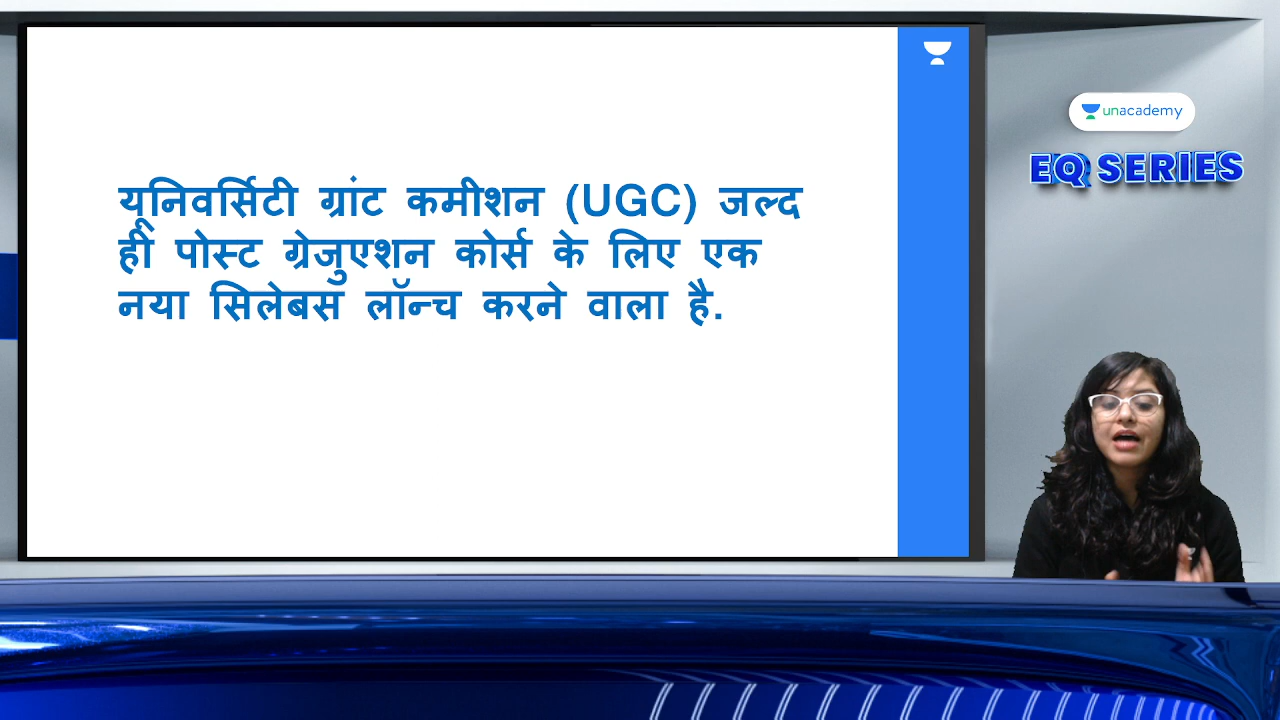 यूनिवर्सिटी ग्रांट कमीशन (UGC) जल्द
ही पोस्ट ग्रेजुएशन कोर्स के लिए एक
नया सिलेबस लॉन्च करने वाला है.
unacademy
EQ SERIES